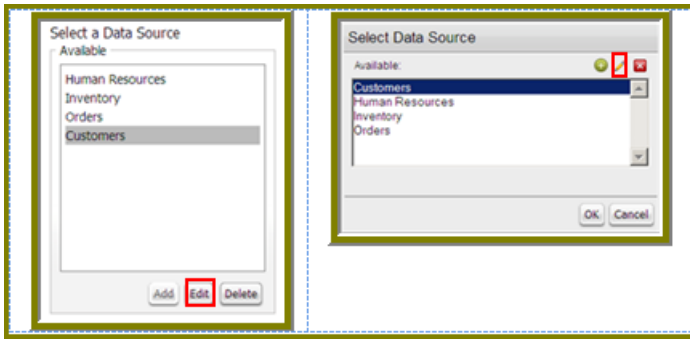 Select a Data Source
Available
Human Resources
Inventory
Orders
Customers
Add Edit Delete
Select Data Source
Available:
Customers
Human Resources
Inventory
Orders
OK Cancel